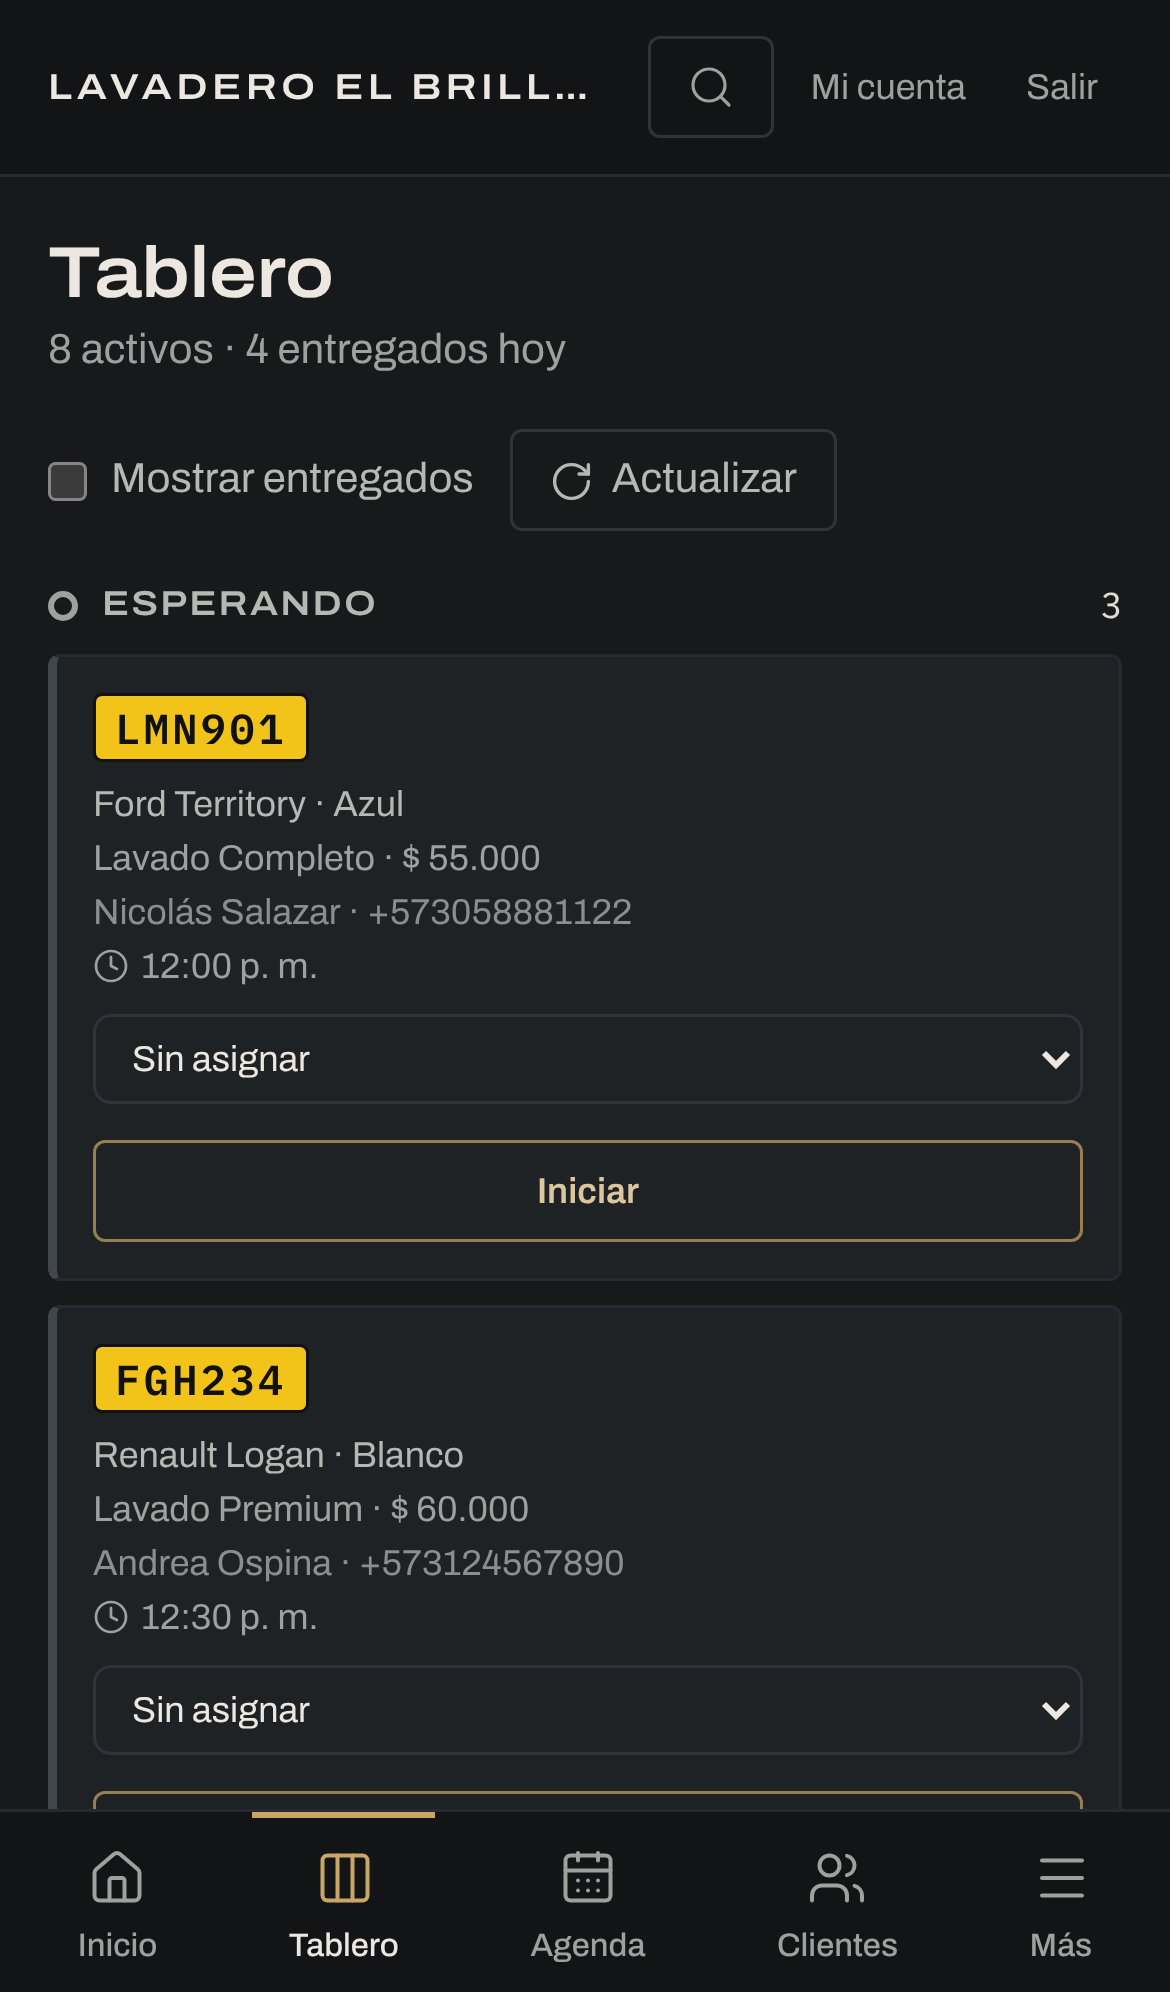 LAVADERO EL BRILL...
Mi cuenta
Salir
Tablero
8 activos · 4 entregados hoy
Mostrar entregados
Actualizar
ESPERANDO
3
LMN901
Ford Territory · Azul
Lavado Completo · $ 55.000
Nicolás Salazar · +573058881122
12:00 p. m.
Sin asignar
Iniciar
FGH234
Renault Logan · Blanco
Lavado Premium · $ 60.000
Andrea Ospina · +573124567890
12:30 p. m.
Sin asignar
Inicio
Tablero
Agenda
Clientes
Más